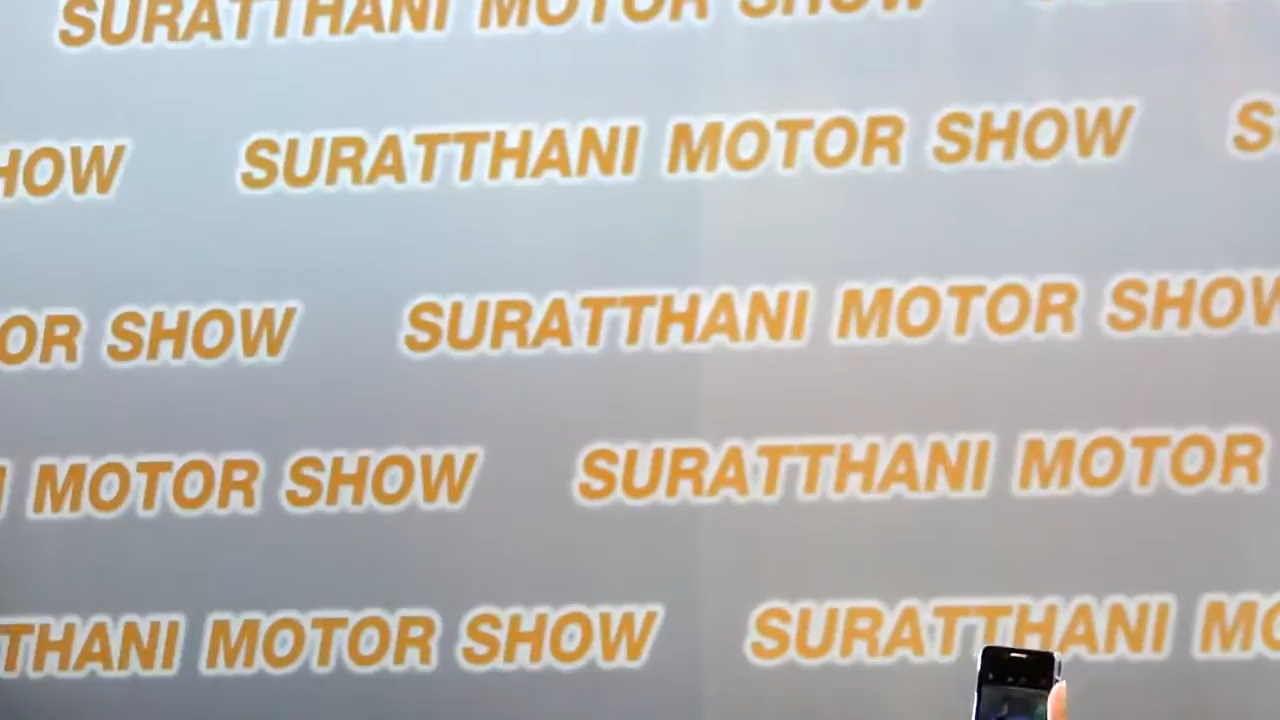 SURATTHANI MOTOR SHOW
HOW SURATTHANI MOTOR SHOW S
OR SHOW SURATTHANI MOTOR SHOW
I MOTOR SHOW SURATTHANI MOTOR
THANI MOTOR SHOW SURATTHANI MO